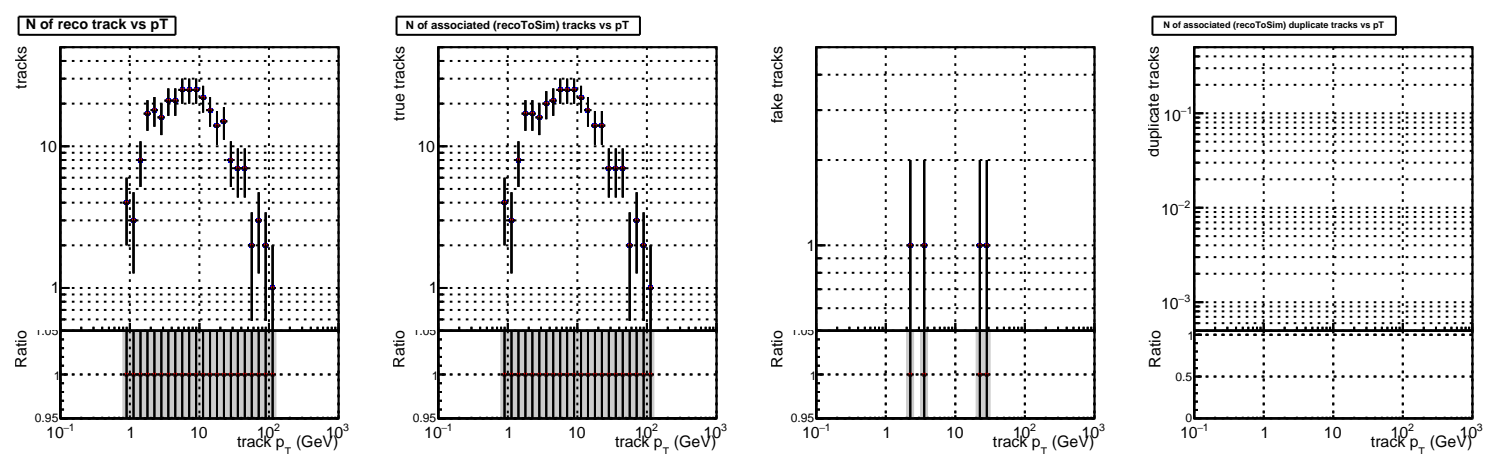 N of reco track vs pT
tracks
10
1
1.05
Ratio
1
0.95
10⁻¹ 1 10 10² 10³
track p_T (GeV)
N of associated (recoToSim) tracks vs pT
true tracks
10
1
1.05
Ratio
1
0.95
10⁻¹ 1 10 10² 10³
track p_T (GeV)
fake tracks
1
1.05
Ratio
1
0.95
10⁻¹ 1 10 10² 10³
track p_T (GeV)
N of associated (recoToSim) duplicate tracks vs pT
duplicate tracks
10⁻¹
10⁻²
10⁻³
Ratio
1
0.5
0
10⁻¹ 1 10 10² 10³
track p_T (GeV)